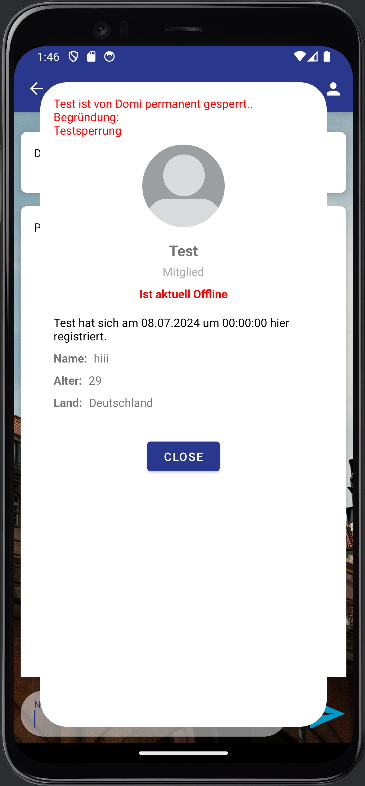 1:46
Test ist von Domi permanent gesperrt..
Begründung:
Testsperrung
D
P
Test
Mitglied
Ist aktuell Offline
Test hat sich am 08.07.2024 um 00:00:00 hier
registriert.
Name: hiii
Alter: 29
Land: Deutschland
CLOSE
N